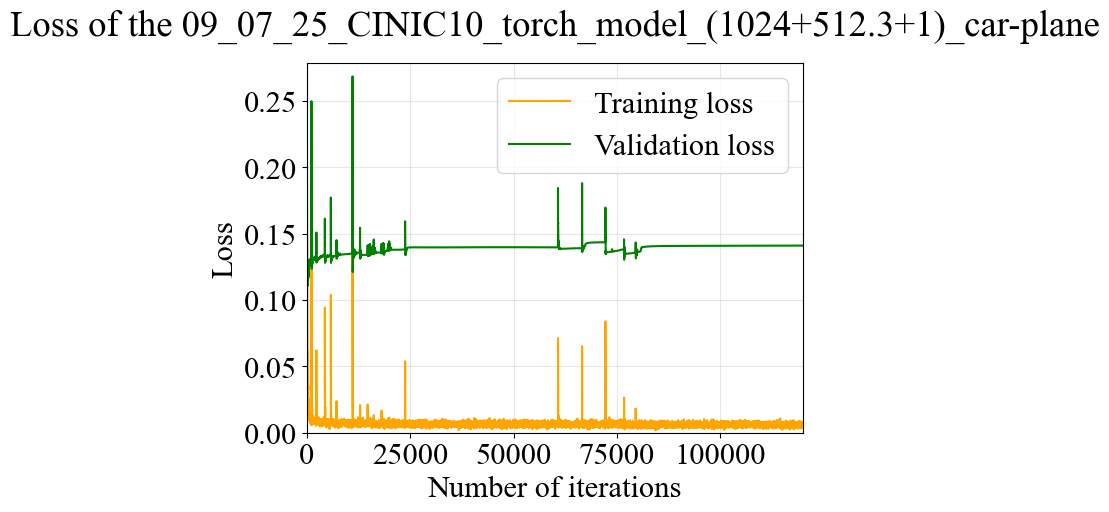 Loss of the 09_07_25_CINIC10_torch_model_(1024+512.3+1)_car-plane
Training loss
Validation loss
0.25
0.20
0.15
0.10
0.05
0.00
Loss
0 25000 50000 75000 100000
Number of iterations